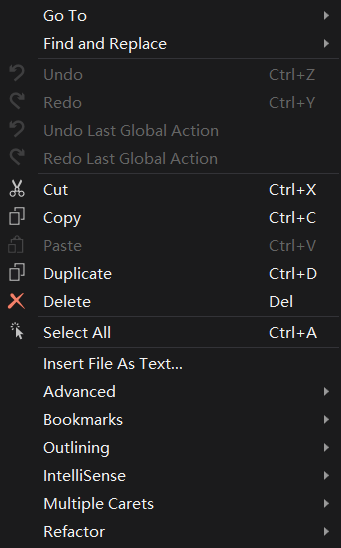 Go To
Find and Replace
Undo Ctrl+Z
Redo Ctrl+Y
Undo Last Global Action
Redo Last Global Action
Cut Ctrl+X
Copy Ctrl+C
Paste Ctrl+V
Duplicate Ctrl+D
Delete Del
Select All Ctrl+A
Insert File As Text...
Advanced
Bookmarks
Outlining
IntelliSense
Multiple Carets
Refactor